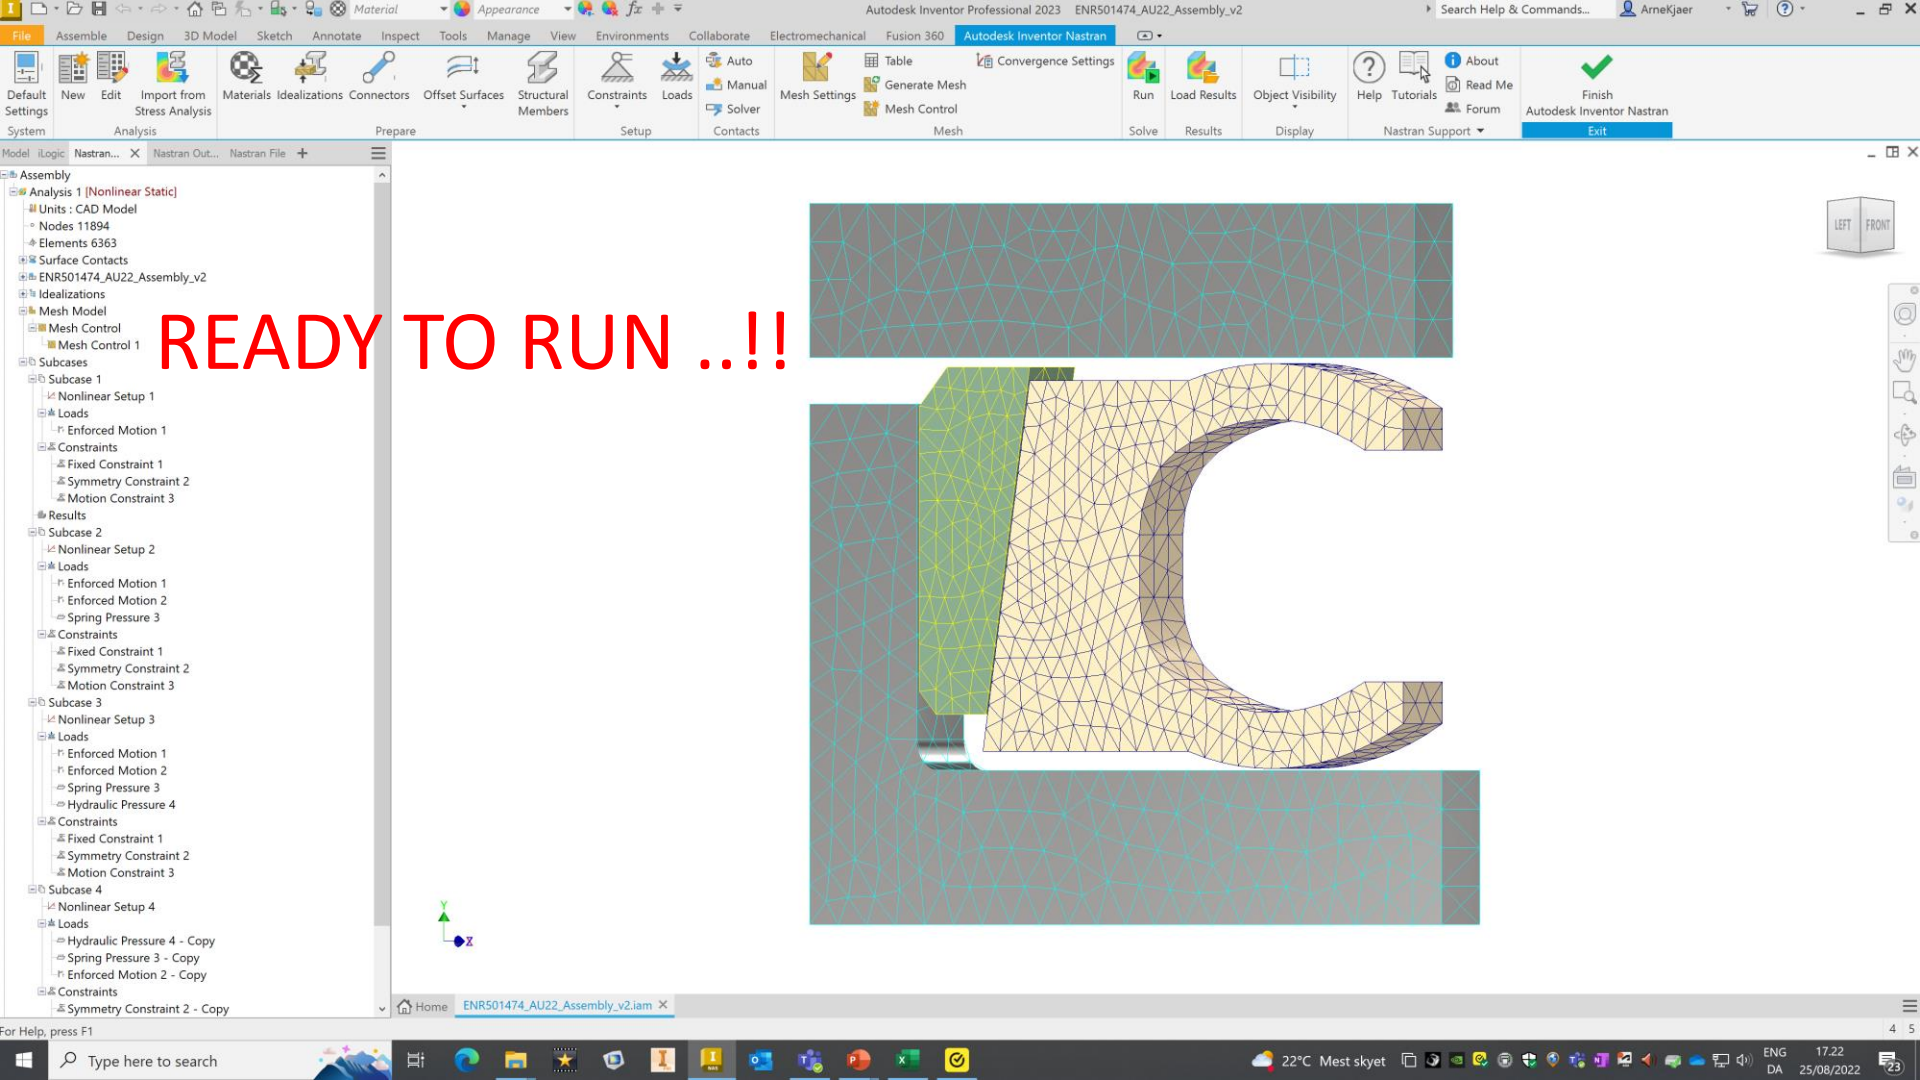 Material
Appearance
fx
Autodesk Inventor Professional 2023 ENR501474_AU22_Assembly_v2
Search Help & Commands...
ArneKjaer
File Assemble Design 3D Model Sketch Annotate Inspect Tools Manage View Environments Collaborate Electromechanical Fusion 360 Autodesk Inventor Nastran
Default Settings
New
Edit
Import from Stress Analysis
Materials
Idealizations
Connectors
Offset Surfaces
Structural Members
Constraints
Loads
Auto
Manual
Solver
Mesh Settings
Table
Generate Mesh
Mesh Control
Convergence Settings
Run
Load Results
Object Visibility
Help
Tutorials
About
Read Me
Forum
Finish
Autodesk Inventor Nastran
System Analysis Prepare Setup Contacts Mesh Solve Results Display Nastran Support Exit
Model iLogic Nastran... Nastran Out... Nastran File
Assembly
Analysis 1 [Nonlinear Static]
Units : CAD Model
Nodes 11894
Elements 6363
Surface Contacts
ENR501474_AU22_Assembly_v2
Idealizations
Mesh Model
Mesh Control
Mesh Control 1
READY TO RUN ..!!
Subcases
Subcase 1
Nonlinear Setup 1
Loads
Enforced Motion 1
Constraints
Fixed Constraint 1
Symmetry Constraint 2
Motion Constraint 3
Results
Subcase 2
Nonlinear Setup 2
Loads
Enforced Motion 1
Enforced Motion 2
Spring Pressure 3
Constraints
Fixed Constraint 1
Symmetry Constraint 2
Motion Constraint 3
Subcase 3
Nonlinear Setup 3
Loads
Enforced Motion 1
Enforced Motion 2
Spring Pressure 3
Hydraulic Pressure 4
Constraints
Fixed Constraint 1
Symmetry Constraint 2
Motion Constraint 3
Subcase 4
Nonlinear Setup 4
Loads
Hydraulic Pressure 4 - Copy
Spring Pressure 3 - Copy
Enforced Motion 2 - Copy
Constraints
Symmetry Constraint 2 - Copy
LEFT FRONT
Y
Z
Home ENR501474_AU22_Assembly_v2.iam
For Help, press F1
4 5
Type here to search
22°C Mest skyet
ENG
DA
17.22
25/08/2022
23